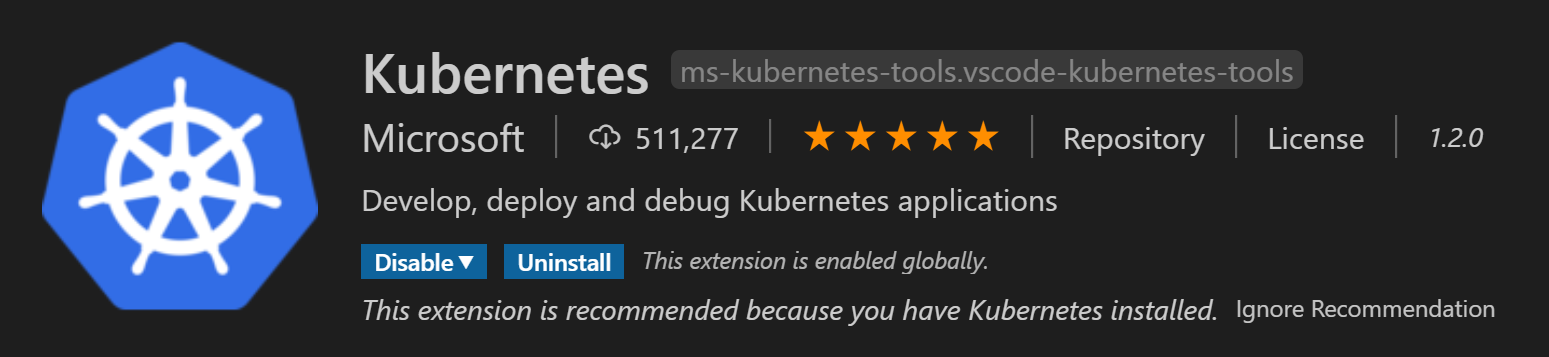 Kubernetes ms-kubernetes-tools.vscode-kubernetes-tools
Microsoft 511,277 Repository License 1.2.0
Develop, deploy and debug Kubernetes applications
Disable Uninstall This extension is enabled globally.
This extension is recommended because you have Kubernetes installed. Ignore Recommendation